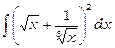 ∫(√x + 1/∛x)² dx